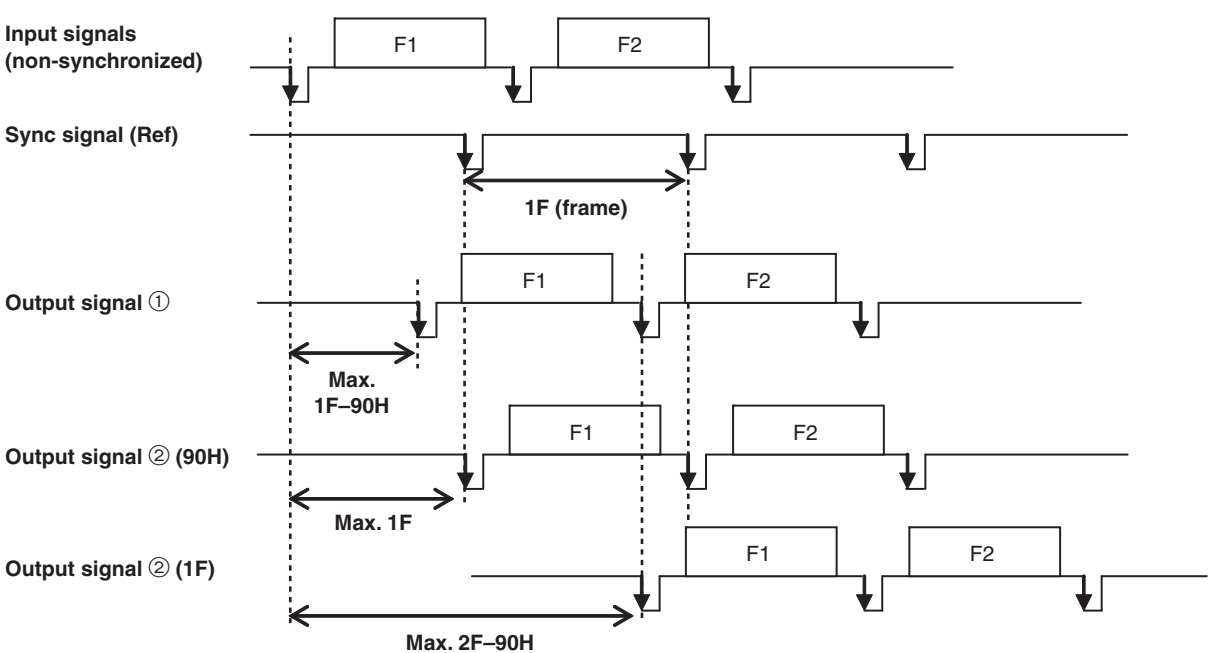 Input signals
(non-synchronized)
F1
F2
Sync signal (Ref)
1F (frame)
Output signal ①
F1
F2
Max.
1F–90H
Output signal ② (90H)
F1
F2
Max. 1F
Output signal ② (1F)
F1
F2
Max. 2F–90H